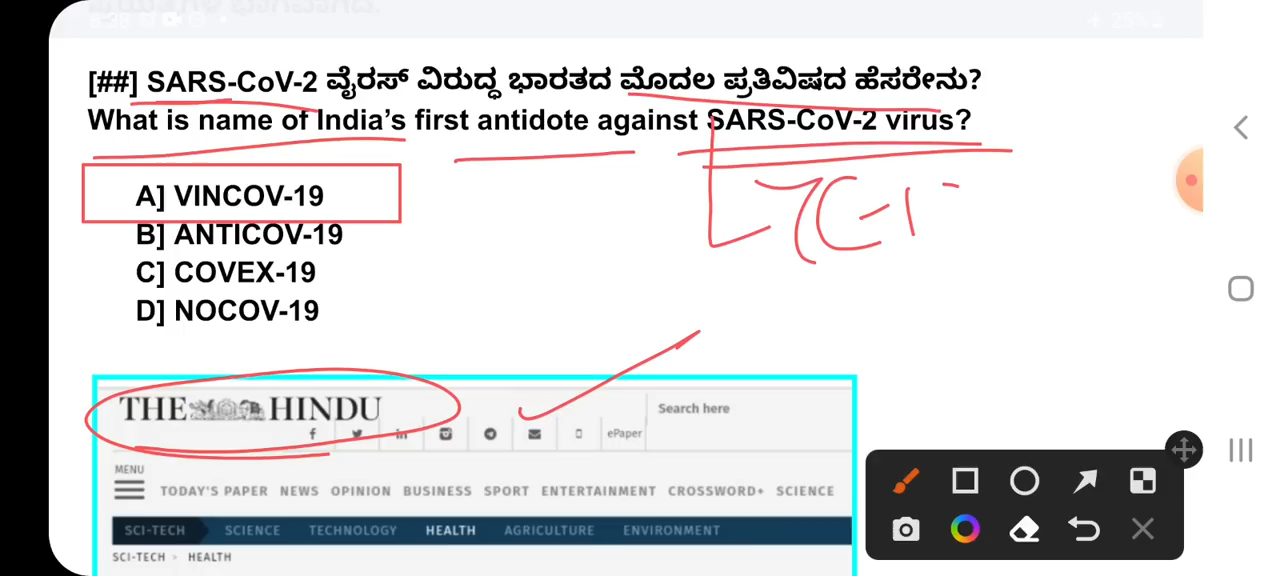 [##] SARS-CoV-2 ವೈರಸ್ ವಿರುದ್ಧ ಭಾರತದ ಮೊದಲ ಪ್ರತಿವಿಷದ ಹೆಸರೇನು?
What is name of India's first antidote against SARS-CoV-2 virus?
A] VINCOV-19
B] ANTICOV-19
C] COVEX-19
D] NOCOV-19
THE HINDU
Search here
ePaper
MENU
TODAY'S PAPER NEWS OPINION BUSINESS SPORT ENTERTAINMENT CROSSWORD+ SCIENCE
SCI-TECH SCIENCE TECHNOLOGY HEALTH AGRICULTURE ENVIRONMENT
SCI-TECH > HEALTH